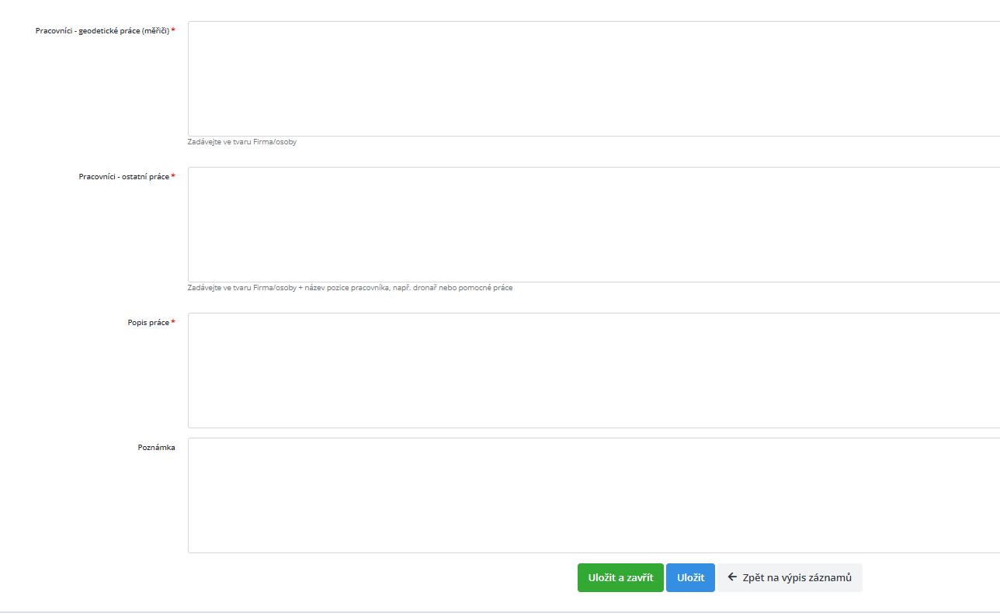 Pracovníci - geodetické práce (měřiči) *
Zadávejte ve tvaru Firma/osoby
Pracovníci - ostatní práce *
Zadávejte ve tvaru Firma/osoby + název pozice pracovníka, např. dronař nebo pomocné práce
Popis práce *
Poznámka
Uložit a zavřít
Uložit
← Zpět na výpis záznamů